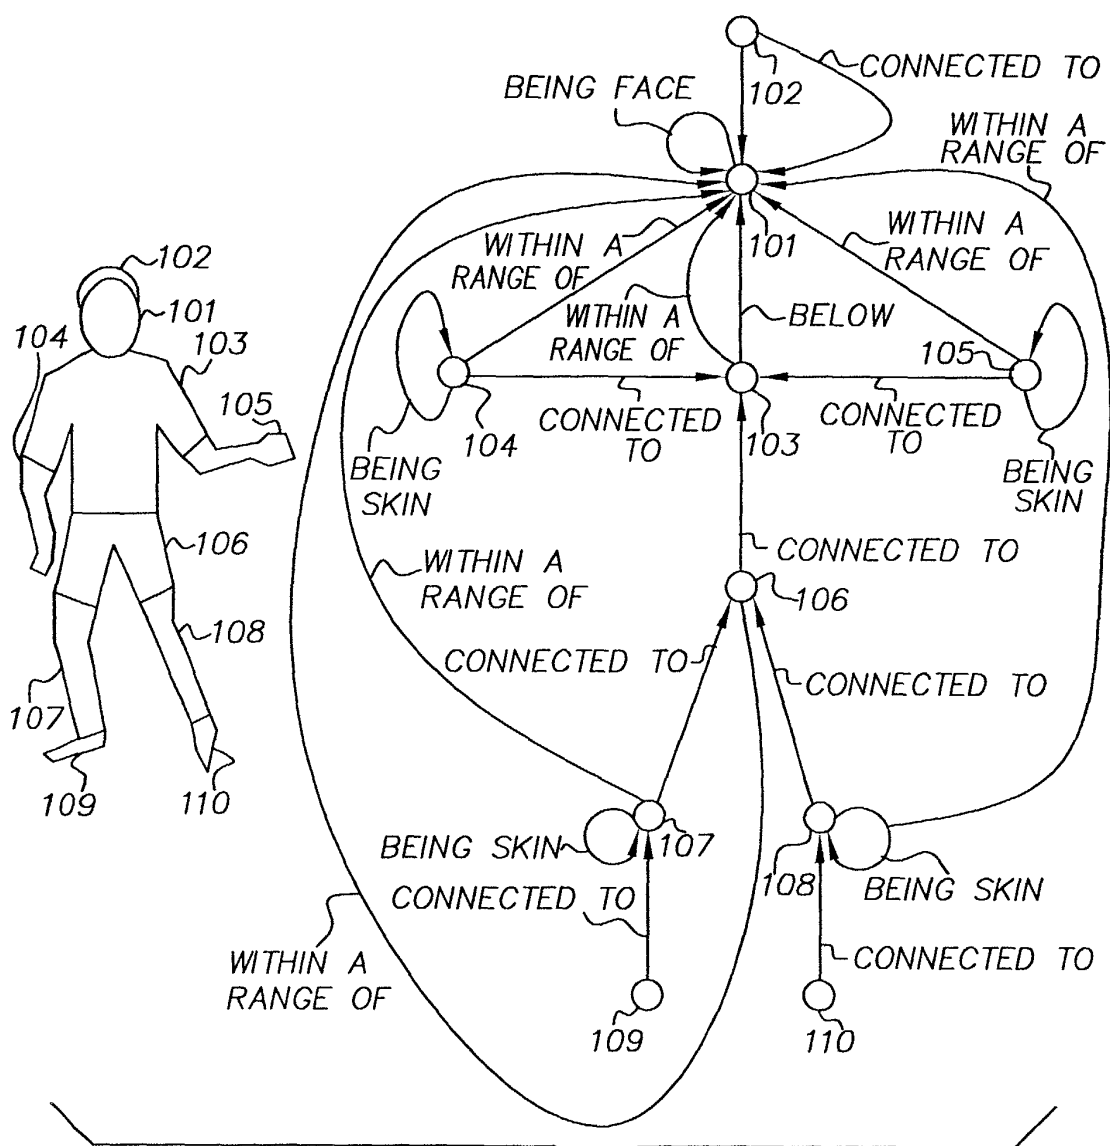 102
101
103
104
105
106
108
107
109
110
102
CONNECTED TO
BEING FACE
WITHIN A
RANGE OF
101
WITHIN A
RANGE OF
WITHIN A
RANGE OF
WITHIN A
RANGE OF
BELOW
105
104
CONNECTED
TO
103
CONNECTED
TO
BEING
SKIN
BEING
SKIN
CONNECTED TO
WITHIN A
RANGE OF
106
CONNECTED TO
CONNECTED TO
BEING SKIN
107
108
BEING SKIN
CONNECTED TO
WITHIN A
RANGE OF
CONNECTED TO
109
110